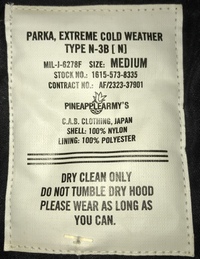 PARKA, EXTREME COLD WEATHER
TYPE N-3B [ N ]
MIL-J-6278F SIZE: MEDIUM
STOCK NO.: 1615-573-8335
CONTRACT NO.: AF/2323-37901
PINEAPPLEARMY'S
C.A.B. CLOTHING, JAPAN
SHELL: 100% NYLON
LINING: 100% POLYESTER
DRY CLEAN ONLY
DO NOT TUMBLE DRY HOOD
PLEASE WEAR AS LONG AS
YOU CAN.